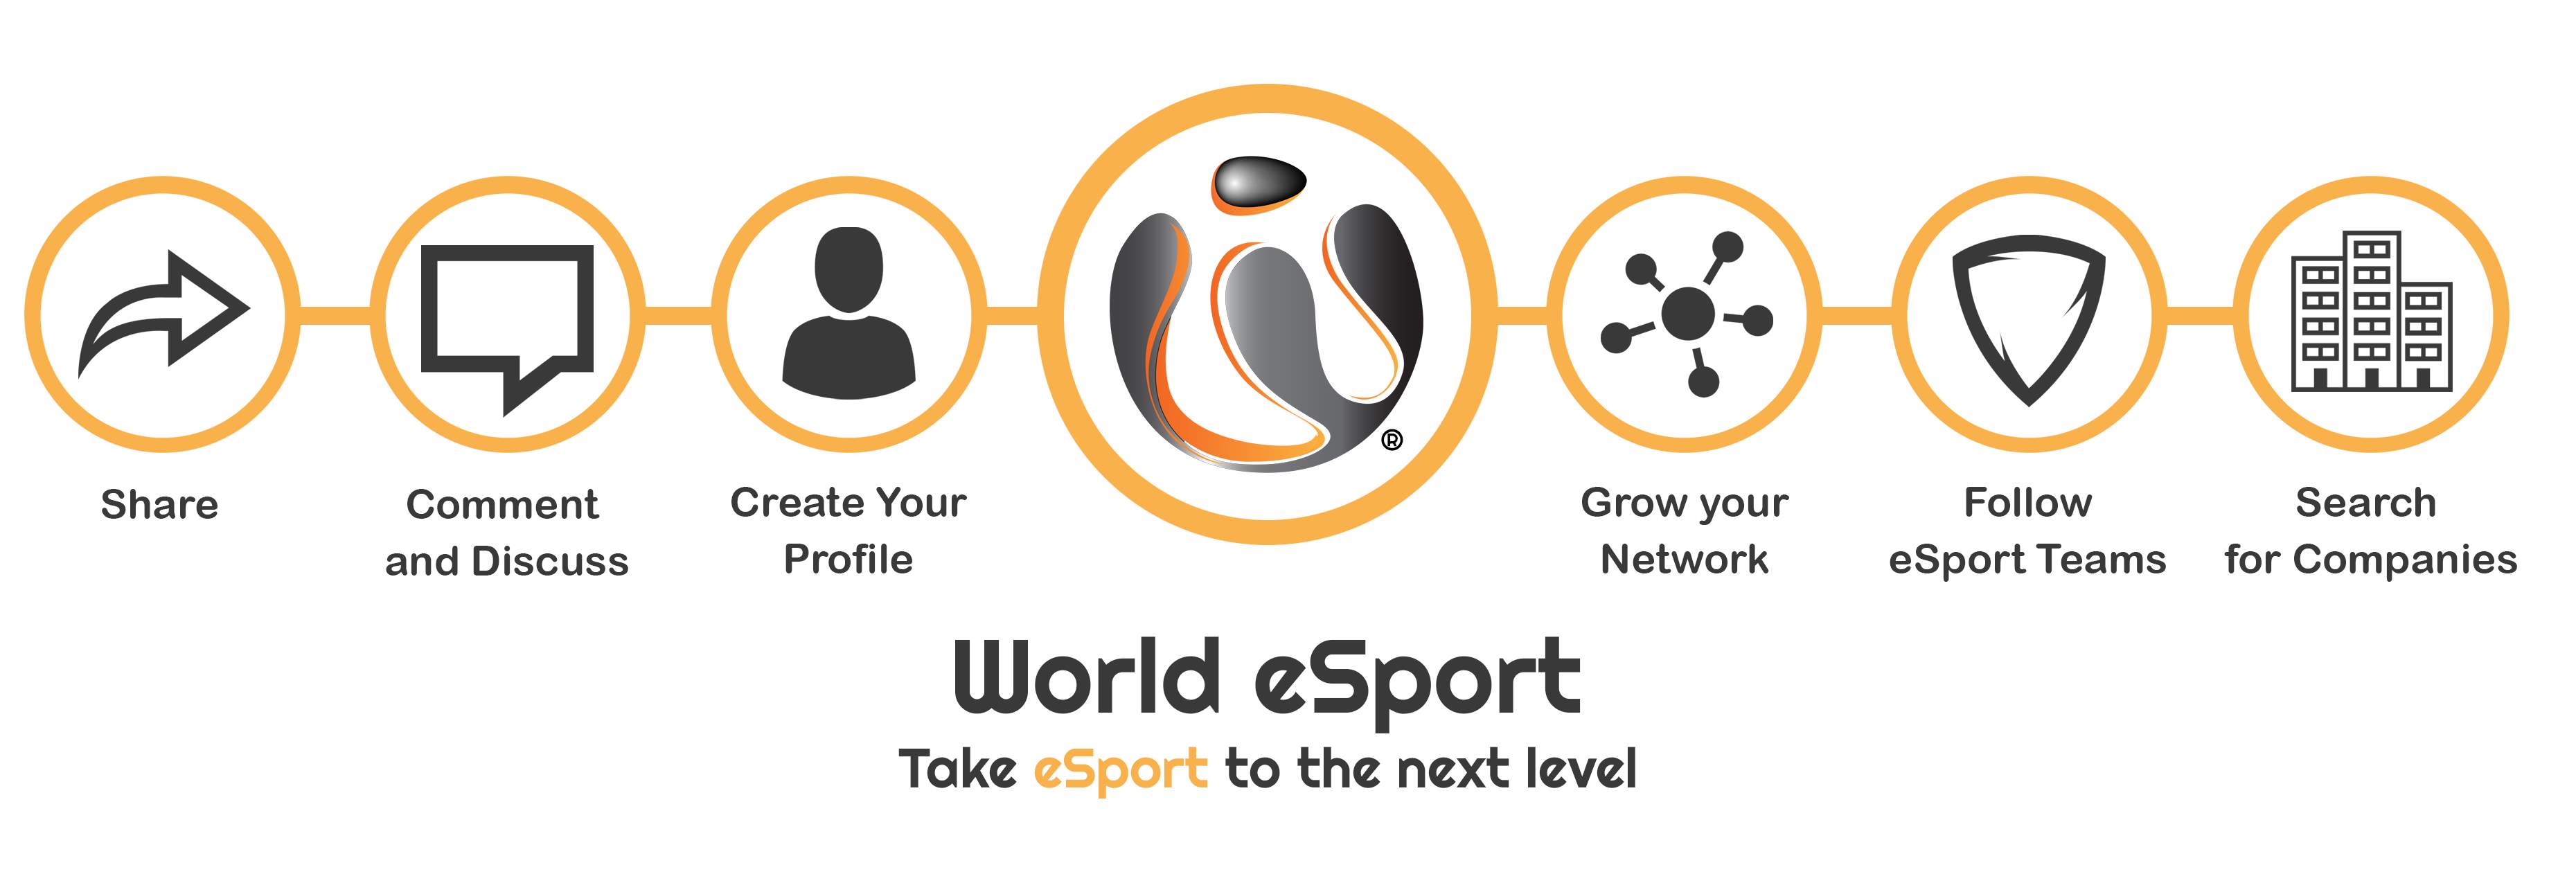 ®
Share
Comment
and Discuss
Create Your
Profile
Grow your
Network
Follow
eSport Teams
Search
for Companies
World eSport
Take eSport to the next level